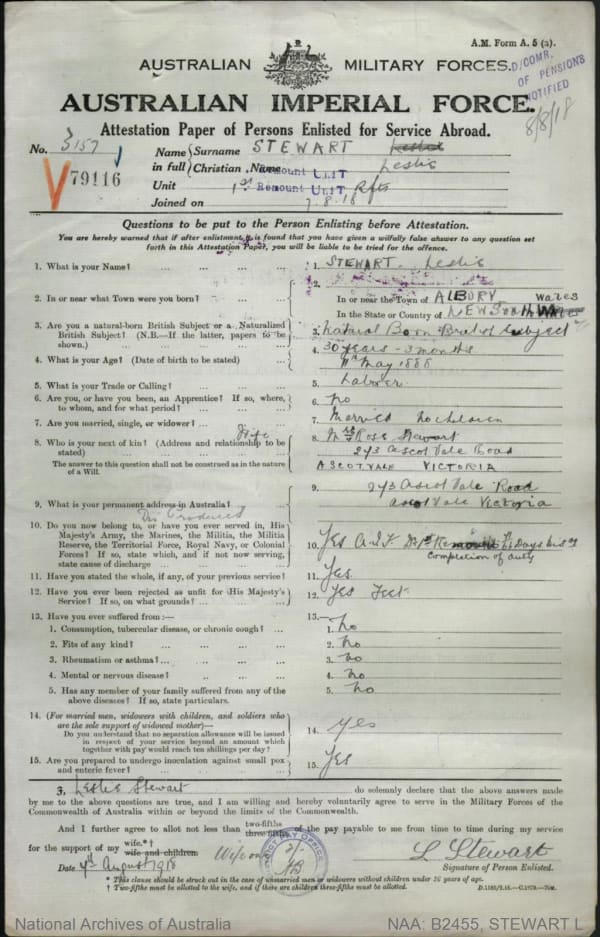 A.M. Form A. 5 (a).
D/COMR.
OF PENSIONS
NOTIFIED
8/8/18
AUSTRALIAN MILITARY FORCES.
AUSTRALIAN IMPERIAL FORCE.
Attestation Paper of Persons Enlisted for Service Abroad.
No. 3157
79116
Name in full
Surname STEWART
Christian Name Leslie
Unit 1st Remount UNIT Rfts
Joined on 7.8.18
Questions to be put to the Person Enlisting before Attestation.
You are hereby warned that if after enlistment it is found that you have given a wilfully false answer to any question set
forth in this Attestation Paper, you will be liable to be tried for the offence.
1. What is your Name? ... ... ... ...
1. STEWART Leslie
2. In or near what Town were you born? ... ...
2.
In or near the Town of ALBURY
In the State or Country of NEW SOUTH Wales
3. Are you a natural-born British Subject or a Naturalized
British Subject? (N.B.—If the latter, papers to be
shown.) ... ... ... ... ...
3. Natural Born British Subject
4. What is your Age? (Date of birth to be stated) ...
4. 30 years - 3 months
11th May 1888
5. What is your Trade or Calling? ... ... ...
5. Laborer
6. Are you, or have you been, an Apprentice? If so, where,
to whom, and for what period? ... ... ...
6. No
7. Are you married, single, or widower? ... ...
7. Married no children
8. Who is your next of kin? (Address and relationship to be
stated) ... ... ... ...
The answer to this question shall not be construed as in the nature
of a Will.
Wife
8. Mrs Rose Stewart
243 Ascot Vale Road
ASCOTVALE VICTORIA
9. What is your permanent address in Australia? ...
9. 243 Ascot Vale Road
Ascot Vale Victoria
Dis Produced
10. Do you now belong to, or have you ever served in, His
Majesty's Army, the Marines, the Militia, the Militia
Reserve, the Territorial Force, Royal Navy, or Colonial
Forces? If so, state which, and if not now serving,
state cause of discharge ... ... ...
10. Yes A.I.F. Days
Completion of duty
11. Have you stated the whole, if any, of your previous service?
11. Yes
12. Have you ever been rejected as unfit for His Majesty's
Service? If so, on what grounds? ... ... ...
12. Yes Feet
13. Have you ever suffered from :—
13.—
1. Consumption, tubercular disease, or chronic cough? ...
1. No
2. Fits of any kind? ... ... ... ...
2. No
3. Rheumatism or asthma? ... ... ... ...
3. No
4. Mental or nervous disease? ... ... ...
4. No
5. Has any member of your family suffered from any of the
above diseases? If so, state particulars.
5. No
14. (For married men, widowers with children, and soldiers who
are the sole support of widowed mother)—
Do you understand that no separation allowance will be issued
in respect of your service beyond an amount which
together with pay would reach ten shillings per day?
14. Yes
15. Are you prepared to undergo inoculation against small pox
and enteric fever? ... ... ... ...
15. Yes
I, Leslie Stewart do solemnly declare that the above answers made
by me to the above questions are true, and I am willing and hereby voluntarily agree to serve in the Military Forces of the
Commonwealth of Australia within or beyond the limits of the Commonwealth.
And I further agree to allot not less than two-fifths three-fifths of the pay payable to me from time to time during my service
for the support of my wife.*†
wife and children
Wife only
PAY OFFICE
Date 7th August 1918
L Stewart
Signature of Person Enlisted.
* This clause should be struck out in the case of unmarried men or widowers without children under 16 years of age.
† Two-fifths must be allotted to the wife, and if there are children three-fifths must be allotted.
National Archives of Australia
NAA: B2455, STEWART L